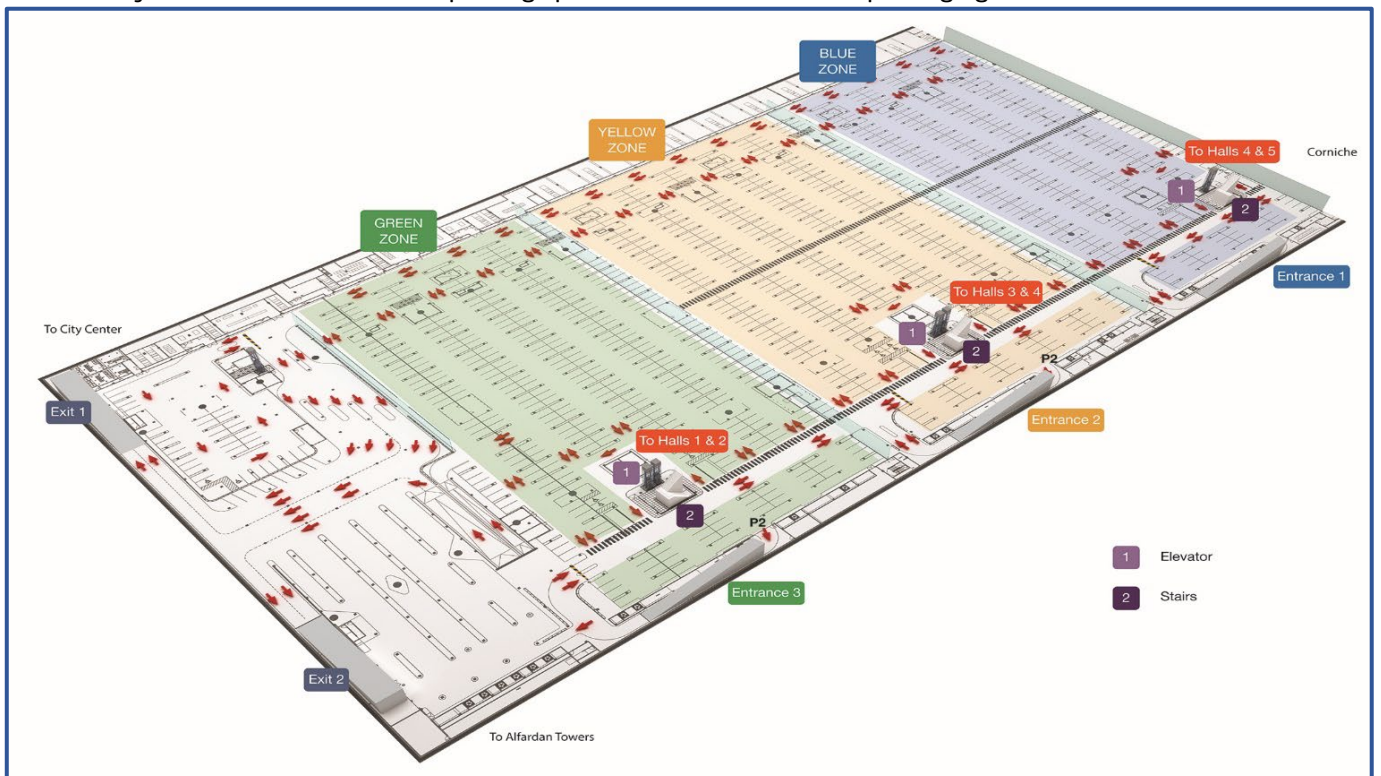 BLUE
ZONE
YELLOW
ZONE
To Halls 4 & 5
Corniche
1
2
GREEN
ZONE
Entrance 1
To Halls 3 & 4
To City Center
1
2
P2
Exit 1
Entrance 2
To Halls 1 & 2
1
2
P2
1 Elevator
Entrance 3
2 Stairs
Exit 2
To Alfardan Towers